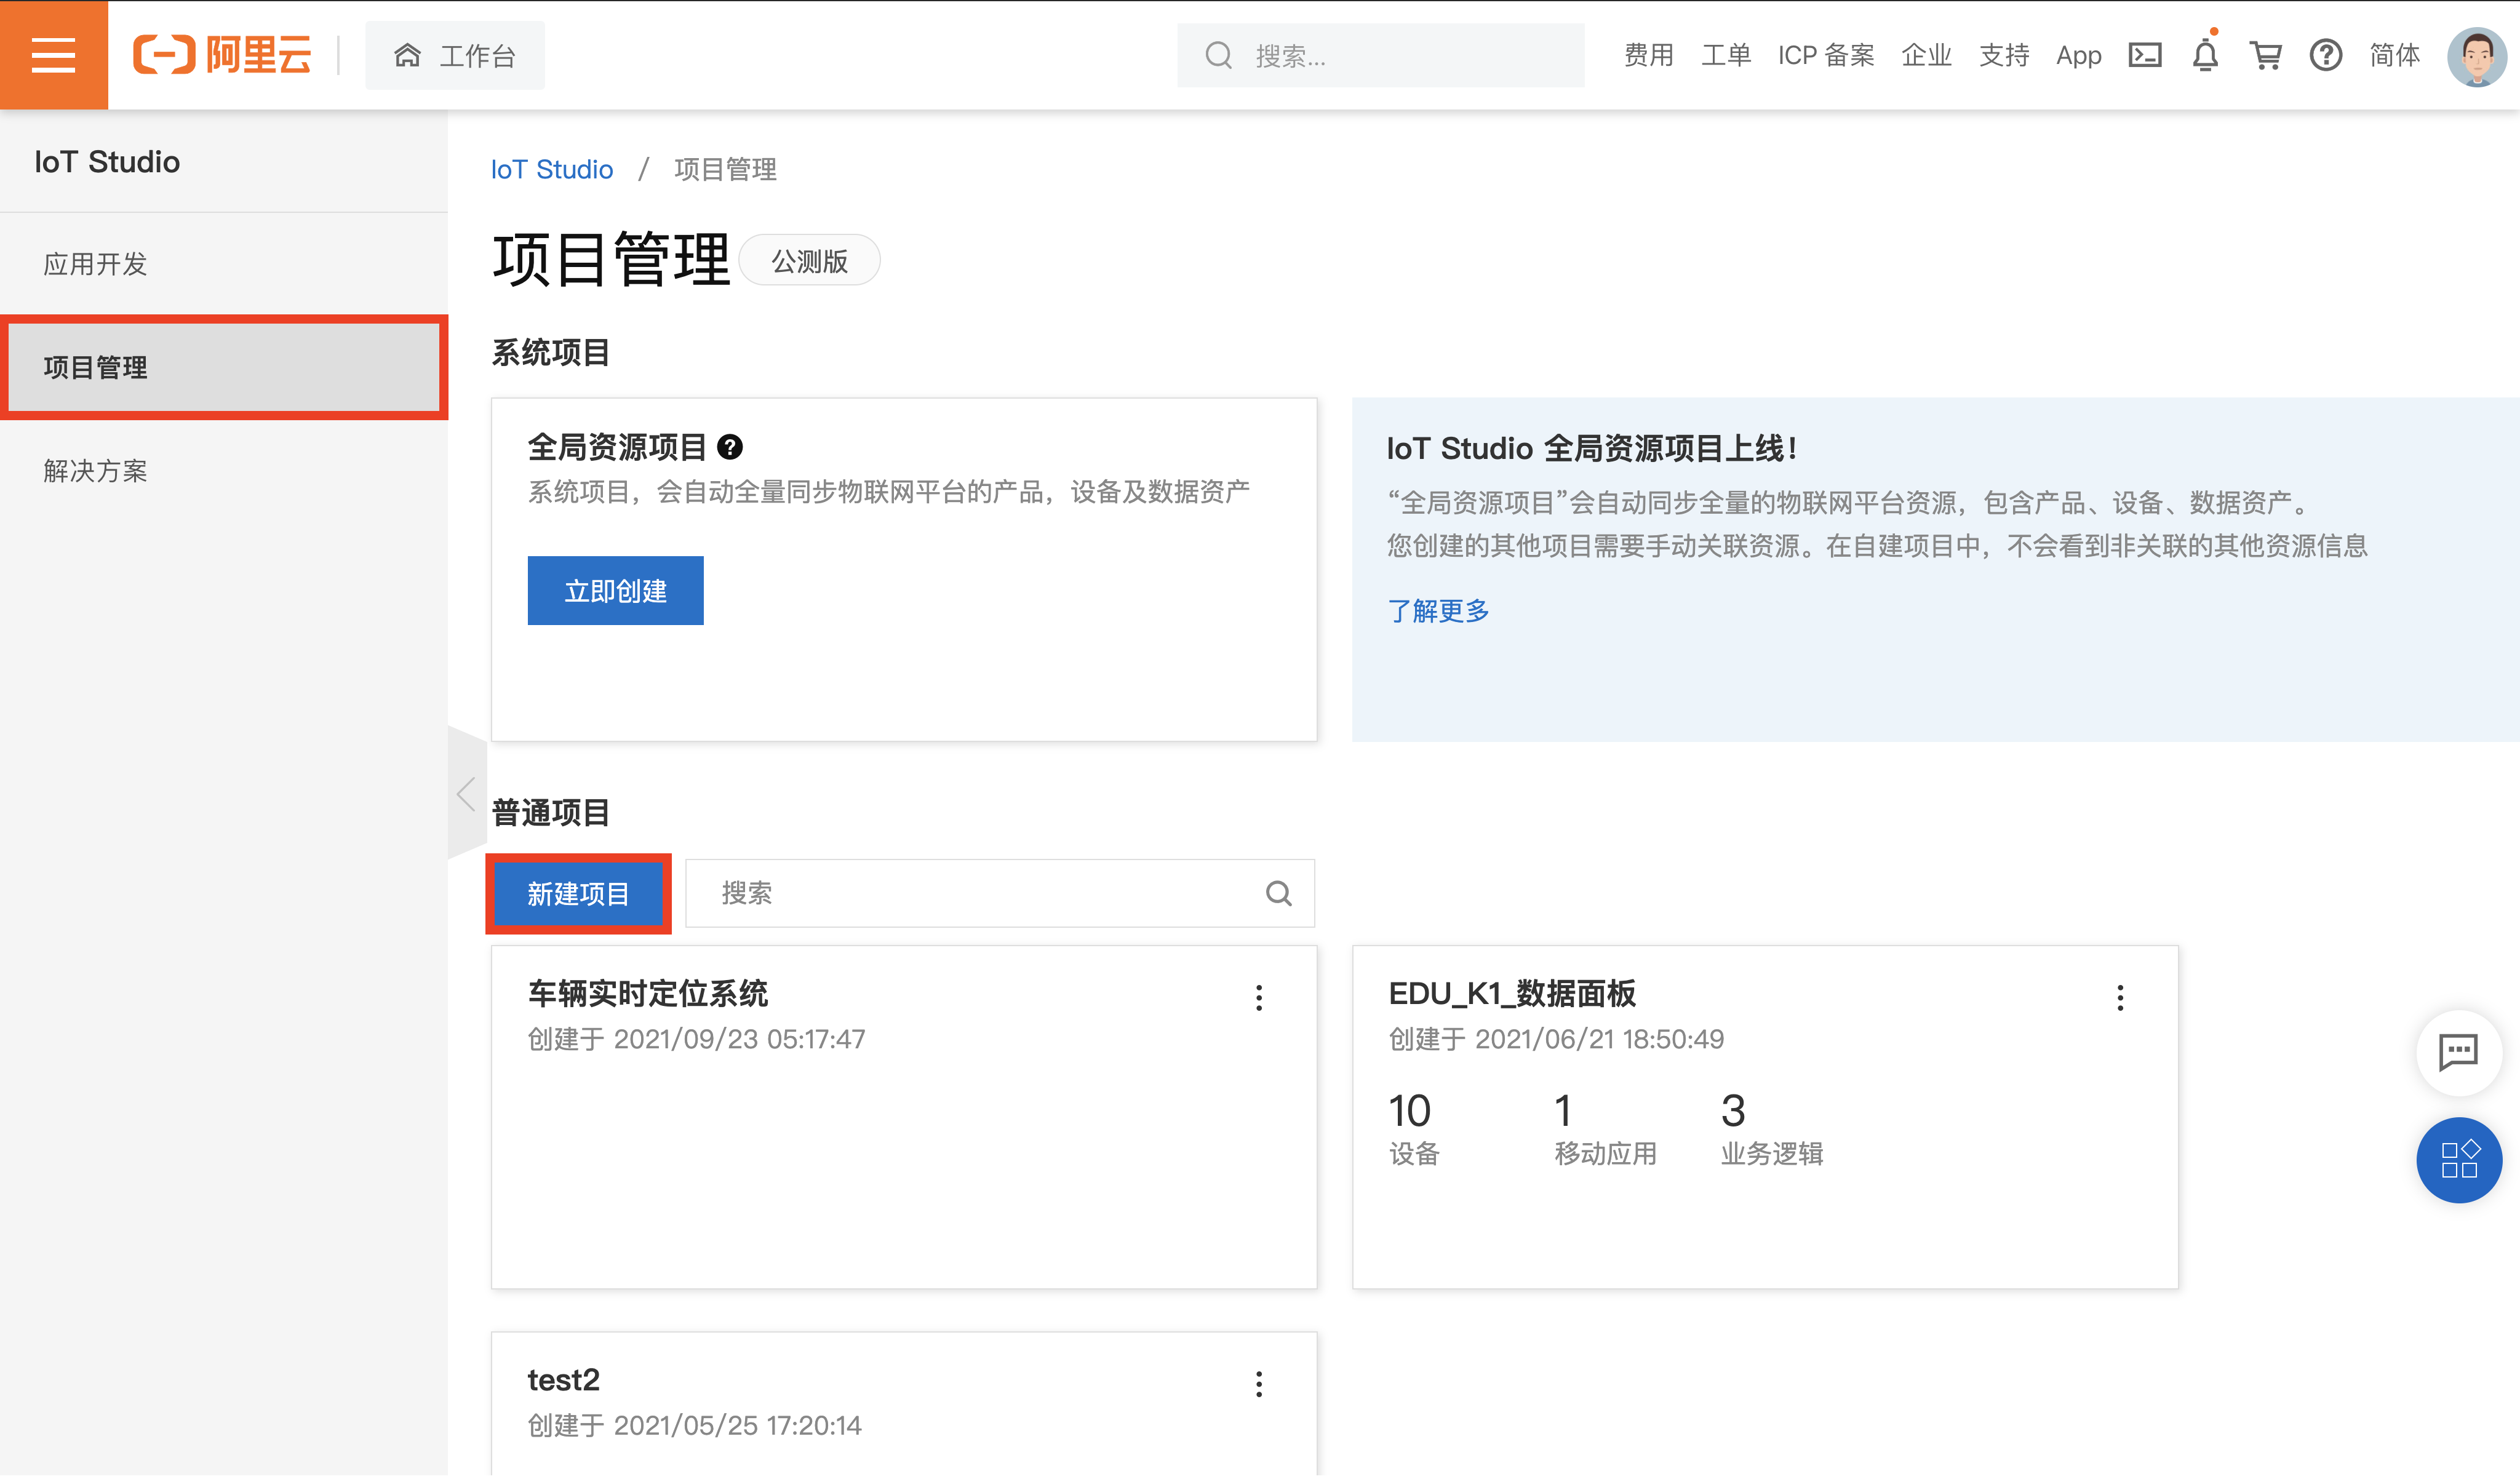 阿里云
工作台
搜索...
费用 工单 ICP 备案 企业 支持 App 简体
IoT Studio
应用开发
项目管理
解决方案
IoT Studio / 项目管理
项目管理 公测版
系统项目
全局资源项目
系统项目，会自动全量同步物联网平台的产品，设备及数据资产
立即创建
IoT Studio 全局资源项目上线！
“全局资源项目”会自动同步全量的物联网平台资源，包含产品、设备、数据资产。
您创建的其他项目需要手动关联资源。在自建项目中，不会看到非关联的其他资源信息
了解更多
普通项目
新建项目 搜索
车辆实时定位系统
创建于 2021/09/23 05:17:47
EDU_K1_数据面板
创建于 2021/06/21 18:50:49
10 1 3
设备 移动应用 业务逻辑
test2
创建于 2021/05/25 17:20:14